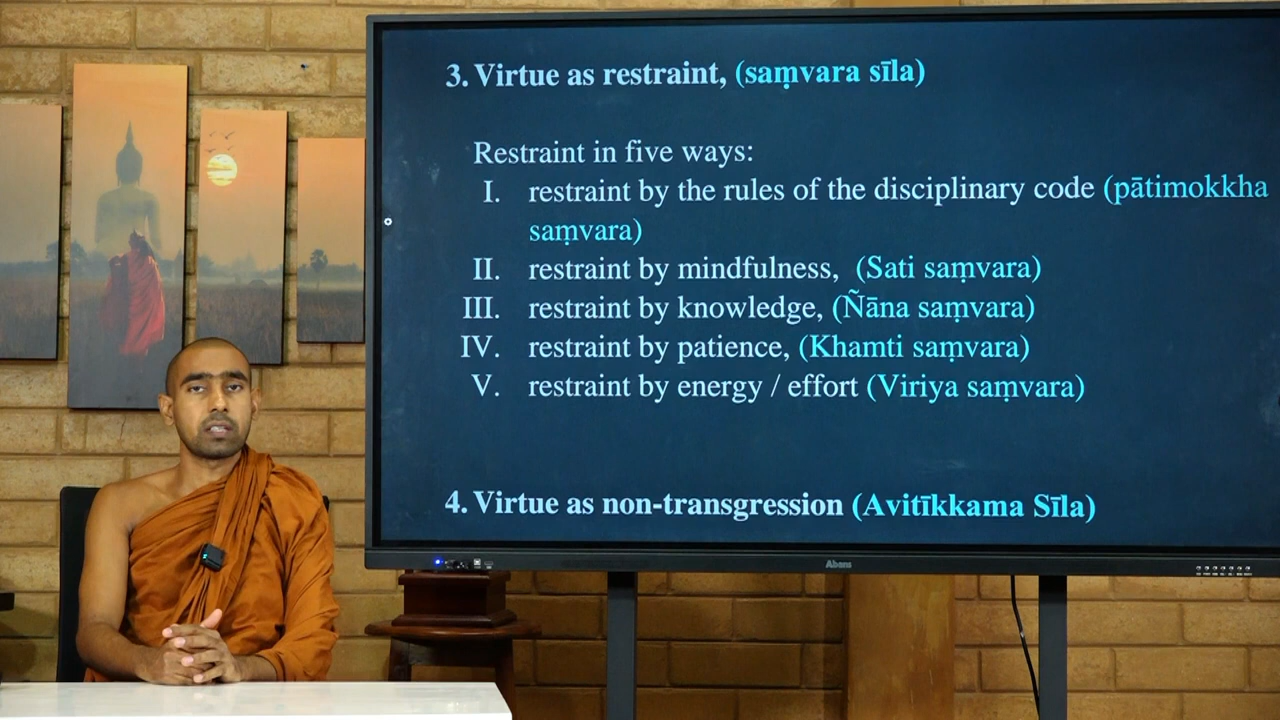 3. Virtue as restraint, (saṃvara sīla)
Restraint in five ways:
I. restraint by the rules of the disciplinary code (pātimokkha
saṃvara)
II. restraint by mindfulness, (Sati saṃvara)
III. restraint by knowledge, (Ñāna saṃvara)
IV. restraint by patience, (Khamti saṃvara)
V. restraint by energy / effort (Viriya saṃvara)
4. Virtue as non-transgression (Avitīkkama Sīla)
Abans